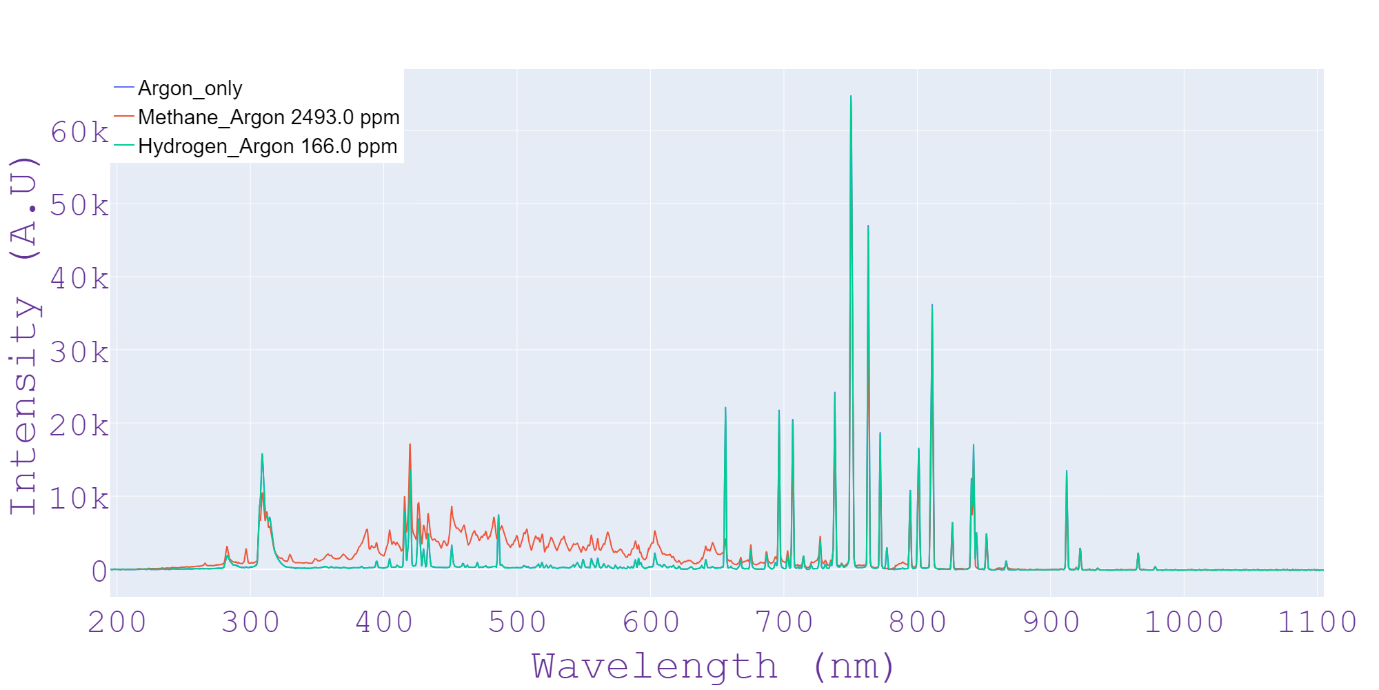 Argon_only
Methane_Argon 2493.0 ppm
Hydrogen_Argon 166.0 ppm
60k
50k
40k
30k
20k
10k
0
Intensity (A.U)
200 300 400 500 600 700 800 900 1000 1100
Wavelength (nm)